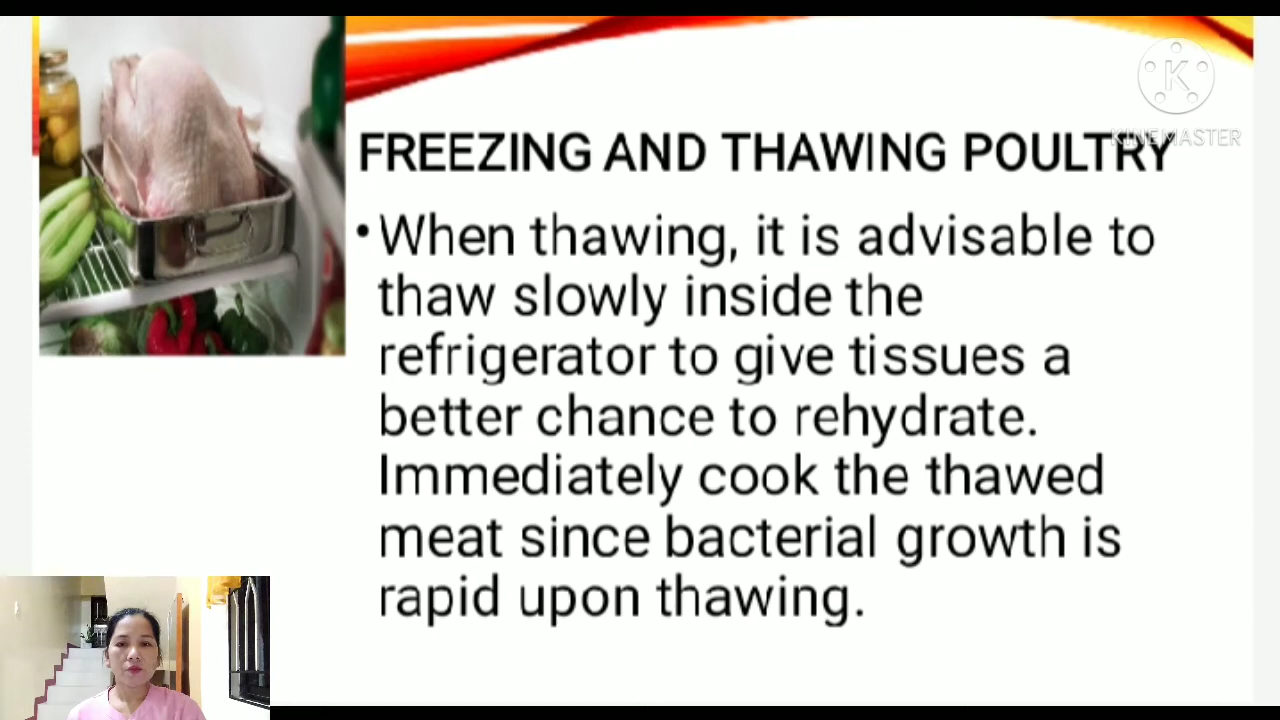 K
KINEMASTER
FREEZING AND THAWING POULTRY
•When thawing, it is advisable to
thaw slowly inside the
refrigerator to give tissues a
better chance to rehydrate.
Immediately cook the thawed
meat since bacterial growth is
rapid upon thawing.